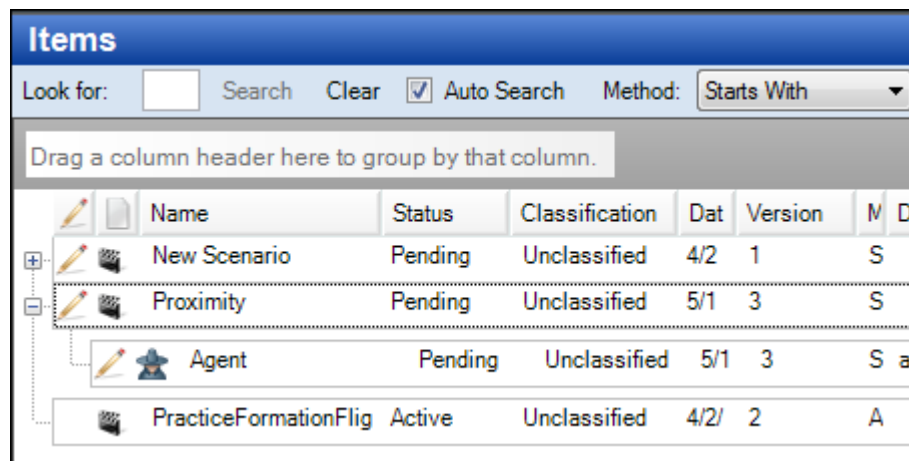 Items
Look for: Search Clear Auto Search Method: Starts With
Drag a column header here to group by that column.
Name Status Classification Dat Version M D
New Scenario Pending Unclassified 4/2 1 S
Proximity Pending Unclassified 5/1 3 S
Agent Pending Unclassified 5/1 3 S a
PracticeFormationFlig Active Unclassified 4/2/ 2 A